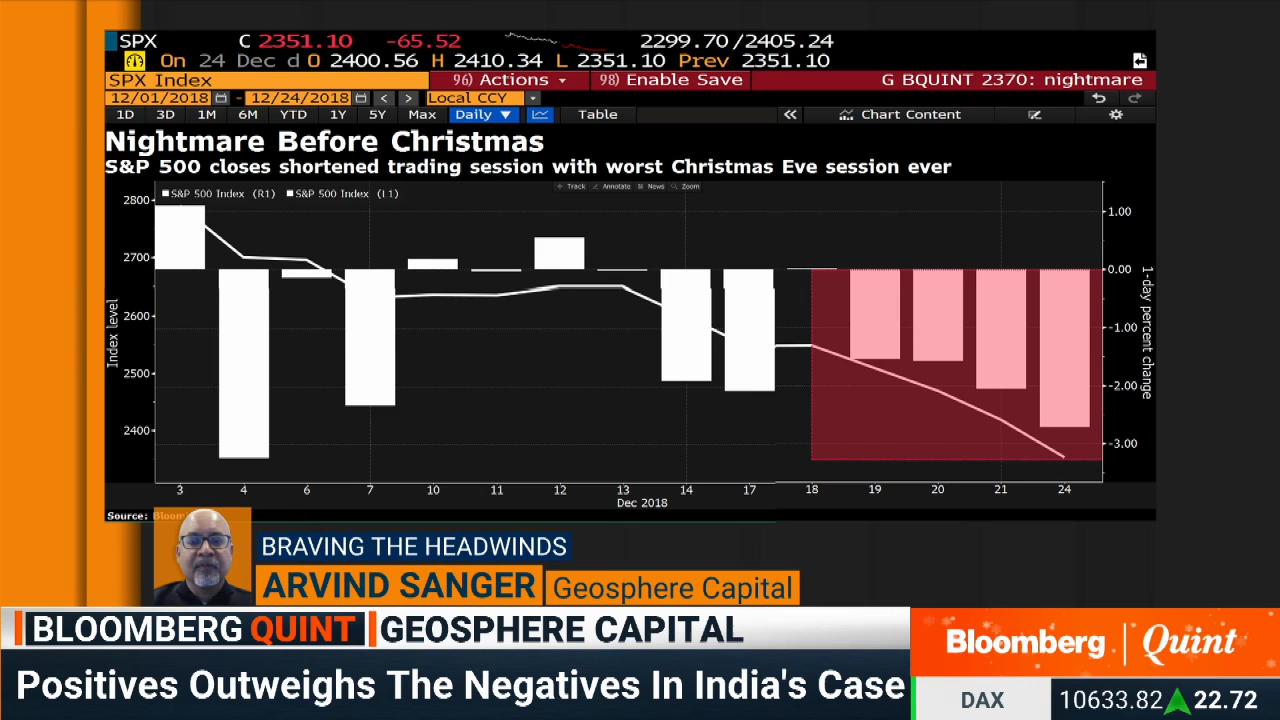 SPX C 2351.10 -65.52 2299.70/2405.24
On 24 Dec d O 2400.56 H 2410.34 L 2351.10 Prev 2351.10
SPX Index 96) Actions 98) Enable Save G BQUINT 2370: nightmare
12/01/2018 - 12/24/2018 < > Local CCY
1D 3D 1M 6M YTD 1Y 5Y Max Daily ▼ Table « Chart Content
Nightmare Before Christmas
S&P 500 closes shortened trading session with worst Christmas Eve session ever
Track Annotate News Zoom
S&P 500 Index (R1) S&P 500 Index (L1)
2800
2700
2600
2500
2400
Index level
1.00
0.00
-1.00
-2.00
-3.00
1-day percent change
3 4 6 7 10 11 12 13 14 17 18 19 20 21 24
Dec 2018
Source:
BRAVING THE HEADWINDS
ARVIND SANGER Geosphere Capital
BLOOMBERG QUINT GEOSPHERE CAPITAL
Positives Outweighs The Negatives In India's Case
Bloomberg | Quint
DAX 10633.82 22.72